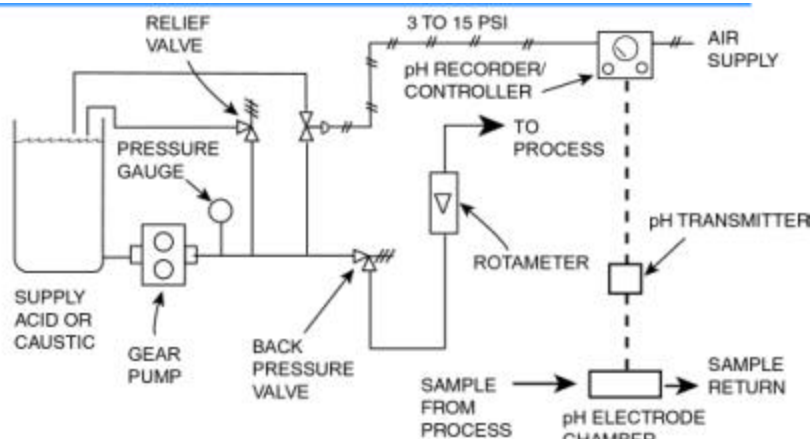 RELIEF
VALVE
3 TO 15 PSI
AIR
SUPPLY
pH RECORDER/
CONTROLLER
PRESSURE
GAUGE
TO
PROCESS
pH TRANSMITTER
ROTAMETER
SUPPLY
ACID OR
CAUSTIC
GEAR
PUMP
BACK
PRESSURE
VALVE
SAMPLE
FROM
PROCESS
SAMPLE
RETURN
pH ELECTRODE
CHAMBER